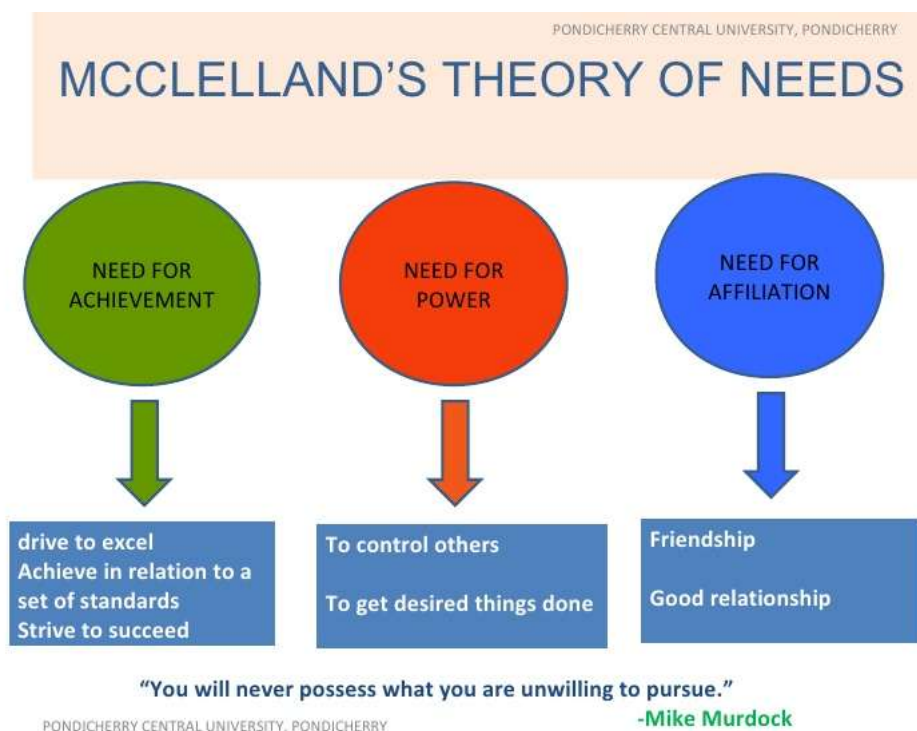 PONDICHERRY CENTRAL UNIVERSITY, PONDICHERRY
MCCLELLAND'S THEORY OF NEEDS
NEED FOR
ACHIEVEMENT
NEED FOR
POWER
NEED FOR
AFFILIATION
drive to excel
Achieve in relation to a
set of standards
Strive to succeed
To control others
To get desired things done
Friendship
Good relationship
“You will never possess what you are unwilling to pursue.”
-Mike Murdock
PONDICHERRY CENTRAL UNIVERSITY, PONDICHERRY